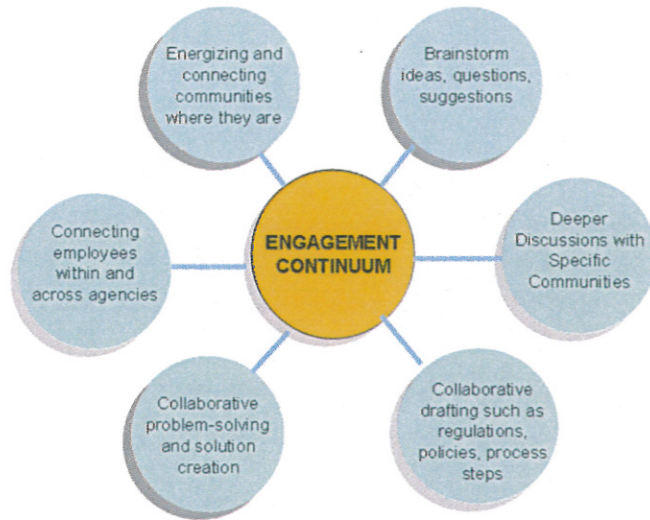 Energizing and
connecting
communities
where they are
Brainstorm
ideas, questions,
suggestions
Connecting
employees
within and
across agencies
ENGAGEMENT
CONTINUUM
Deeper
Discussions with
Specific
Communities
Collaborative
problem-solving
and solution
creation
Collaborative
drafting such as
regulations,
policies, process
steps